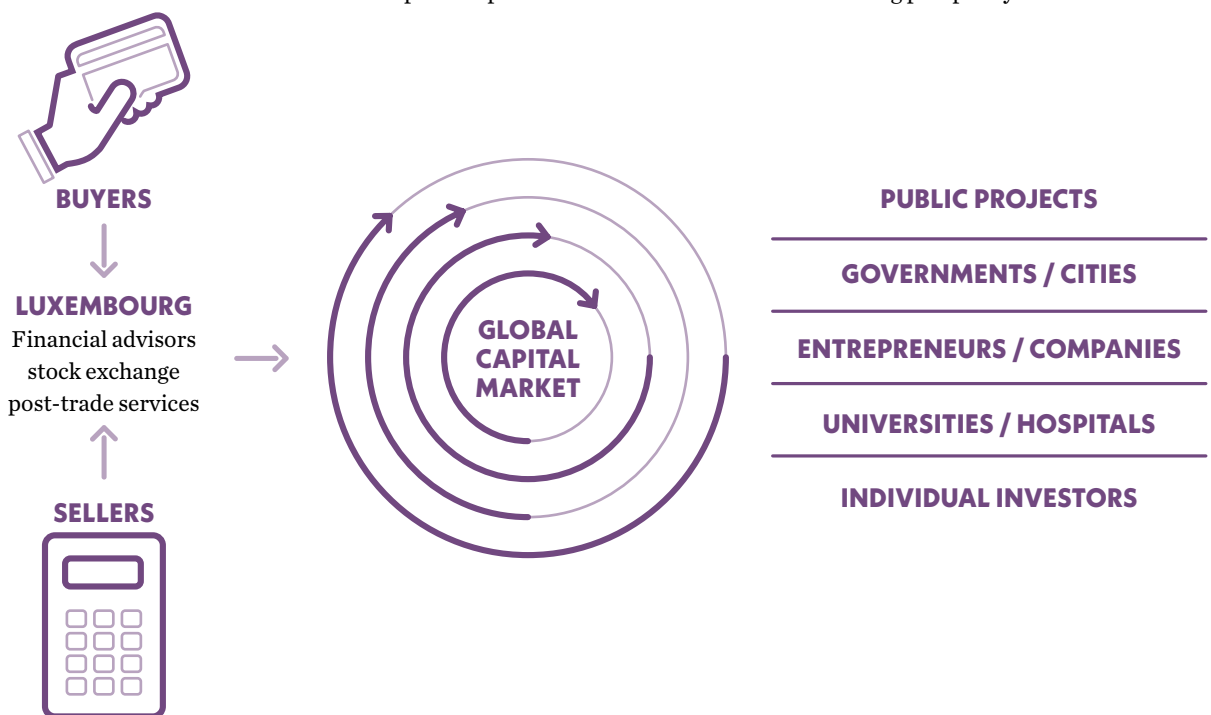 BUYERS
LUXEMBOURG
Financial advisors
stock exchange
post-trade services
SELLERS
GLOBAL
CAPITAL
MARKET
PUBLIC PROJECTS
GOVERNMENTS / CITIES
ENTREPRENEURS / COMPANIES
UNIVERSITIES / HOSPITALS
INDIVIDUAL INVESTORS